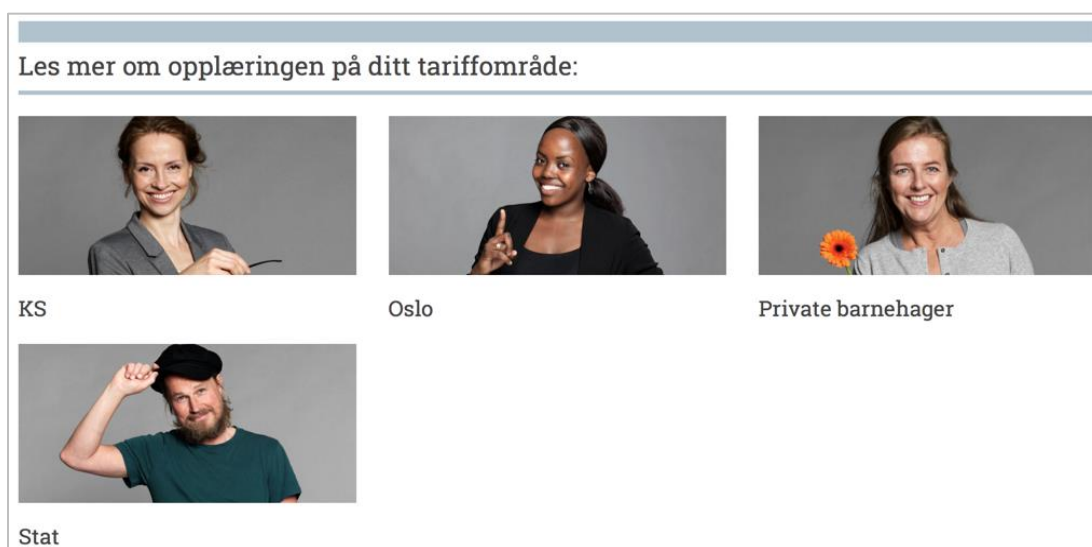 Les mer om opplæringen på ditt tariffområde:
KS
Oslo
Private barnehager
Stat